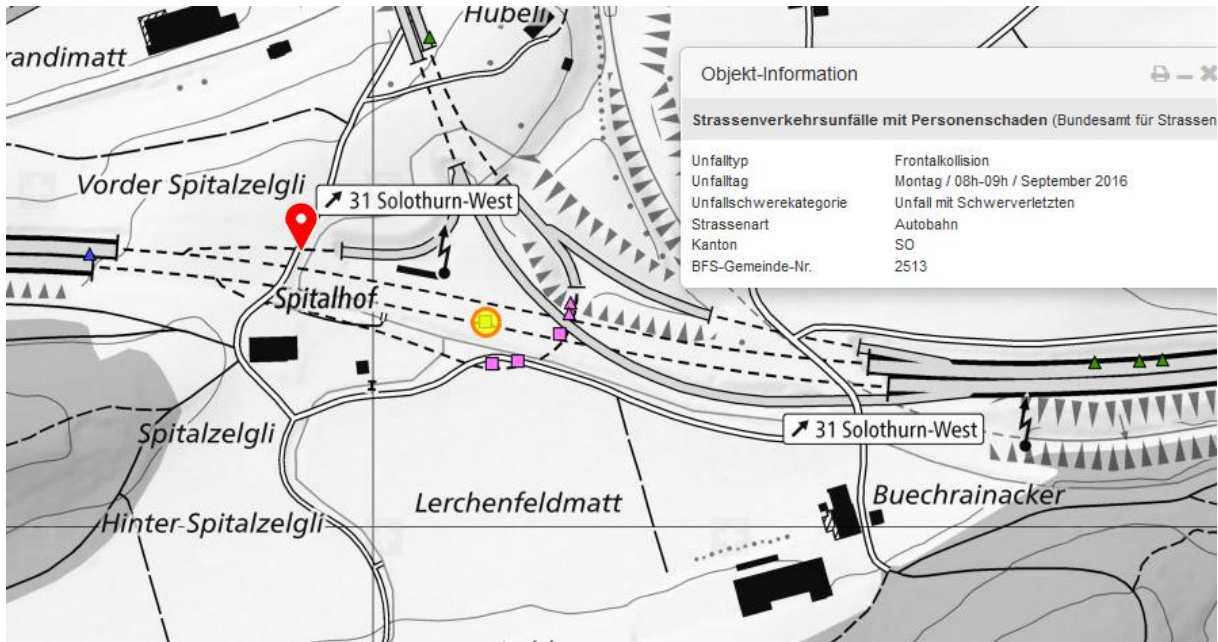 Hubeli
randimatt
Objekt-Information
Strassenverkehrsunfälle mit Personenschaden (Bundesamt für Strassen
Unfalltyp Frontalkollision
Unfalltag Montag / 08h-09h / September 2016
Unfallschwerekategorie Unfall mit Schwerverletzten
Strassenart Autobahn
Kanton SO
BFS-Gemeinde-Nr. 2513
Vorder Spitalzelgli
31 Solothurn-West
Spitalhof
31 Solothurn-West
Spitalzelgli
Lerchenfeldmatt
Buechrainacker
Hinter-Spitalzelgli